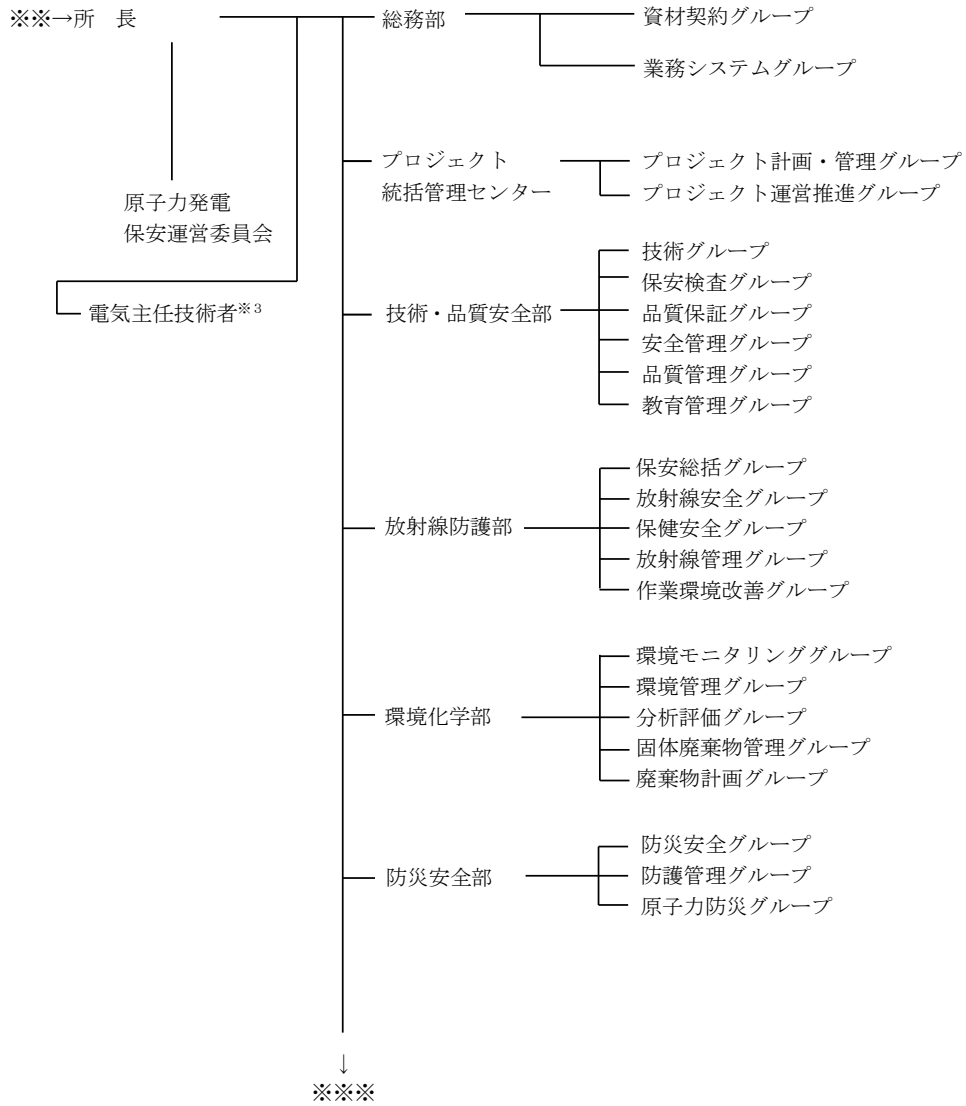 ※※→所　長
総務部
資材契約グループ
業務システムグループ
原子力発電
保安運営委員会
電気主任技術者※3
プロジェクト
統括管理センター
プロジェクト計画・管理グループ
プロジェクト運営推進グループ
技術・品質安全部
技術グループ
保安検査グループ
品質保証グループ
安全管理グループ
品質管理グループ
教育管理グループ
放射線防護部
保安総括グループ
放射線安全グループ
保健安全グループ
放射線管理グループ
作業環境改善グループ
環境化学部
環境モニタリンググループ
環境管理グループ
分析評価グループ
固体廃棄物管理グループ
廃棄物計画グループ
防災安全部
防災安全グループ
防護管理グループ
原子力防災グループ
↓
※※※